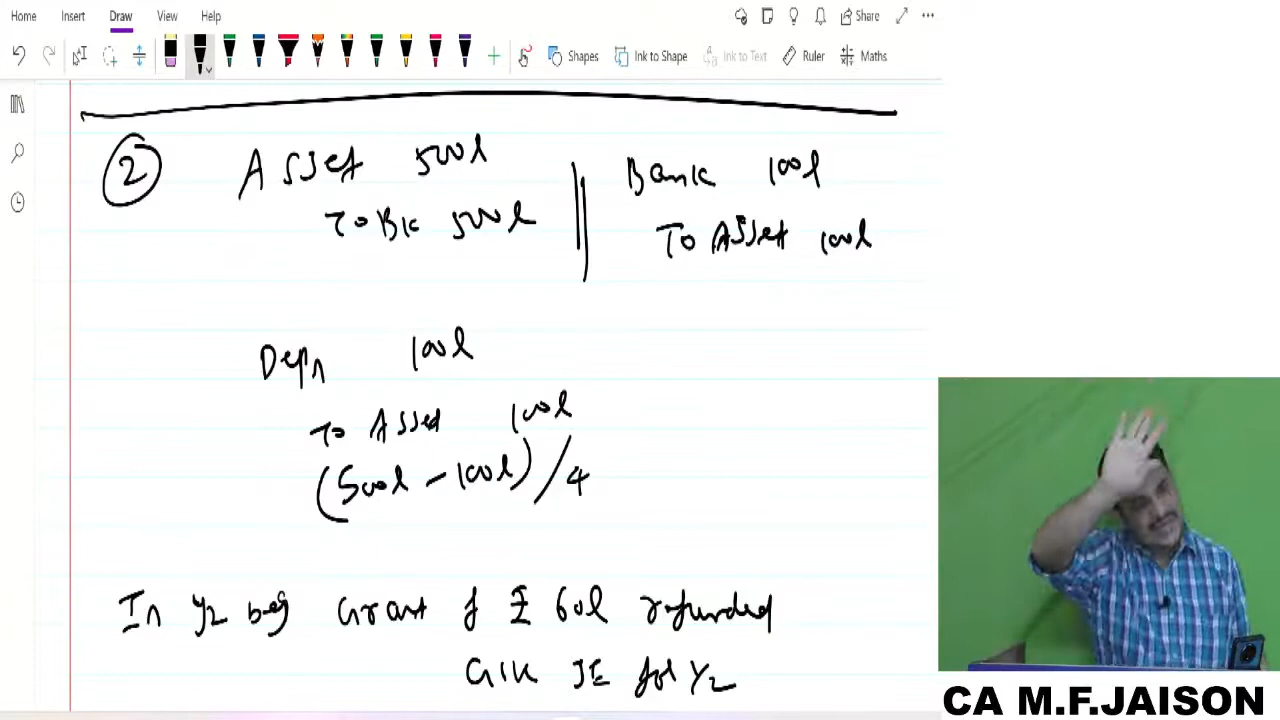 Home Insert Draw View Help Share
Shapes Ink to Shape Ink to Text Ruler Maths
2 Asset 500l Bank 100l
To Bk 500l To Asset 100l
Depn 100l
To Asset 100l
(500l - 100l) / 4
In Y2 beg Grant of ₹ 60l refunded
Give JE for Y2
CA M.F.JAISON